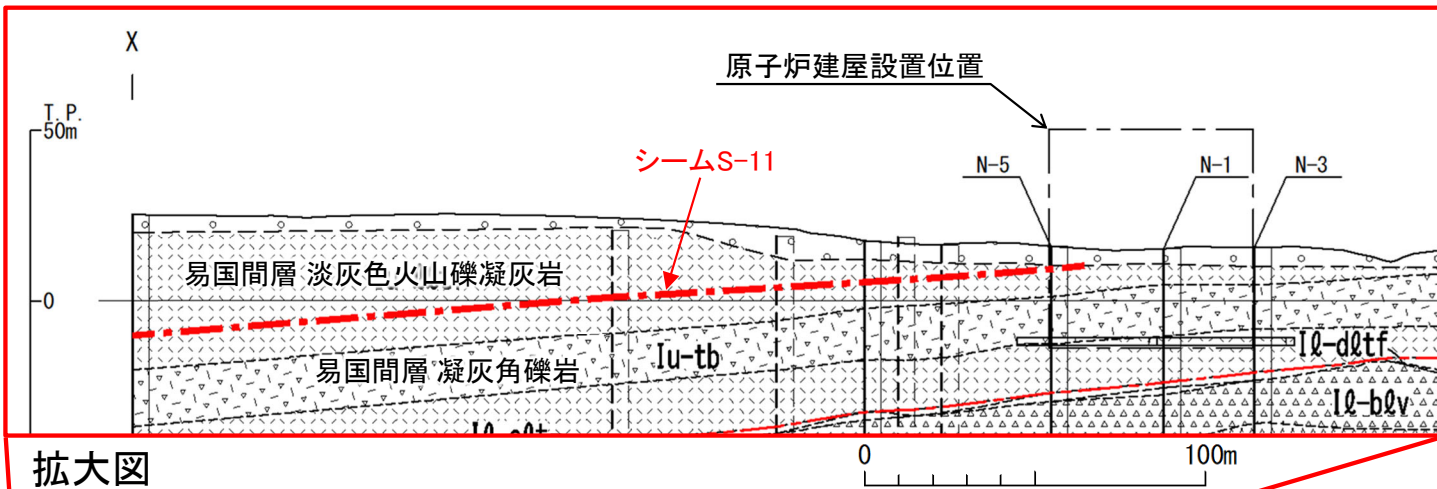 X
原子炉建屋設置位置
T.P.
50m
シームS-11
N-5
N-1
N-3
易国間層 淡灰色火山礫凝灰岩
0
Iu-tb
易国間層 凝灰角礫岩
Iℓ-dℓtf
Iℓ-bℓv
拡大図
0
100m